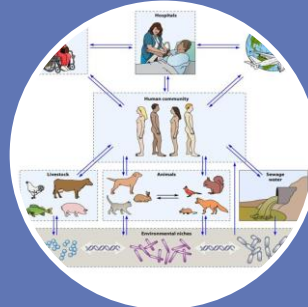 Hospitals
Human community
Livestock
Animals
Sewage
water
Environmental niches